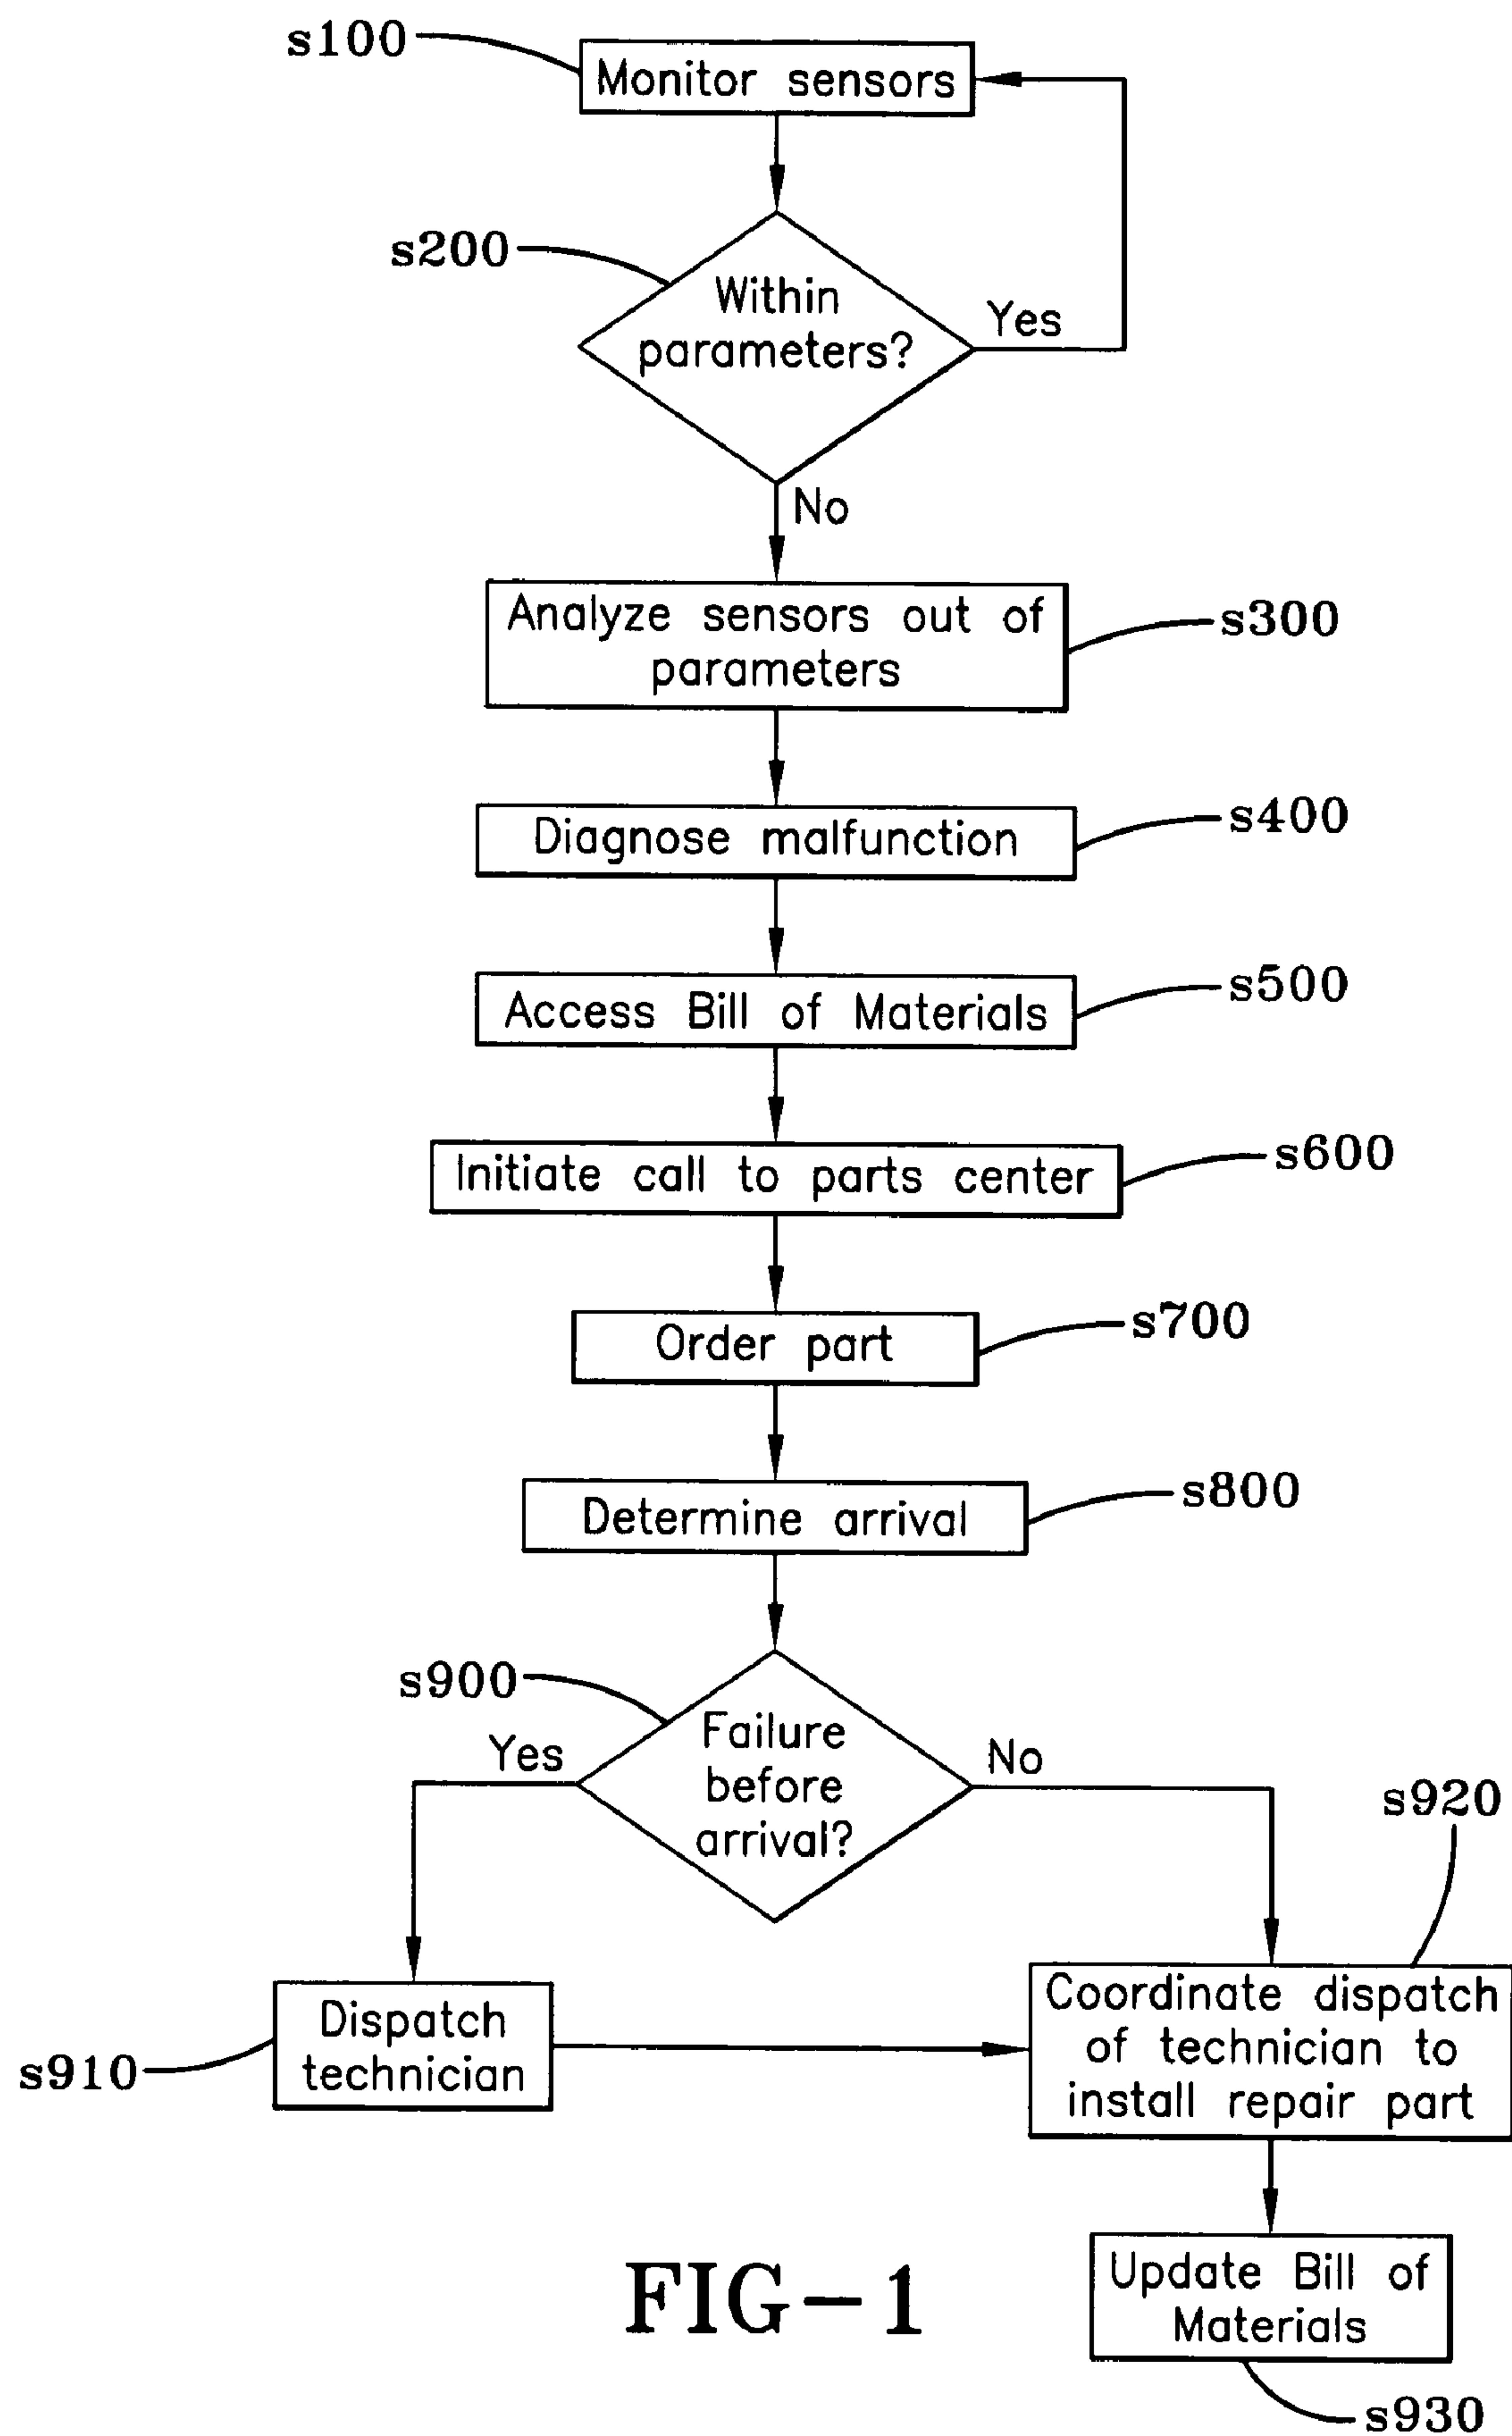 s100
Monitor sensors
s200
Within
parameters?
Yes
No
Analyze sensors out of
parameters
s300
Diagnose malfunction
s400
Access Bill of Materials
s500
Initiate call to parts center
s600
Order part
s700
Determine arrival
s800
s900
Failure
before
arrival?
Yes
No
s920
Dispatch
technician
s910
Coordinate dispatch
of technician to
install repair part
Update Bill of
Materials
s930
FIG-1